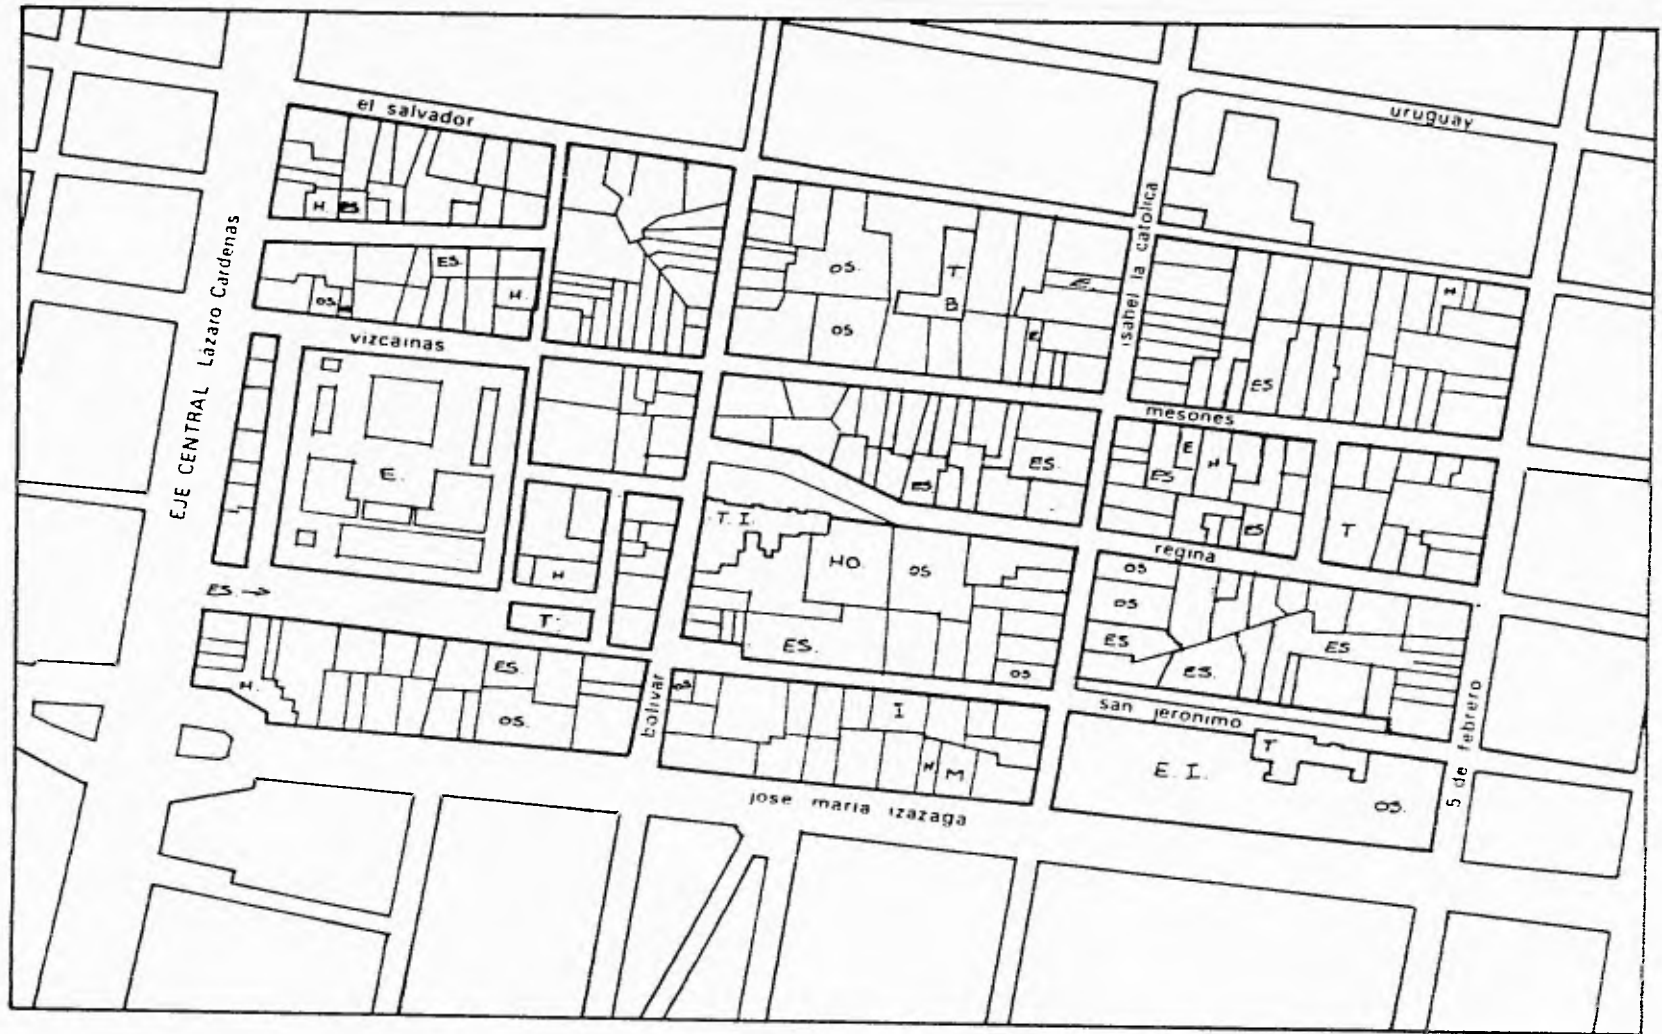 el salvador
uruguay
H. ES
isabel la catolica
EJE CENTRAL Lázaro Cardenas
ES.
OS.
T
B
H
OS
H.
OS
E
vizcainas
ES
mesones
E.
ES.
ES.
E
H
ES
ES
T. I.
T
regina
HO.
OS
OS
H
ES. →
OS
T.
ES
ES
ES.
ES.
ES.
OS
H.
OS
OS.
bolivar
I
san jeronimo
5 de febrero
H M
T
E. I.
OS.
jose maria izazaga